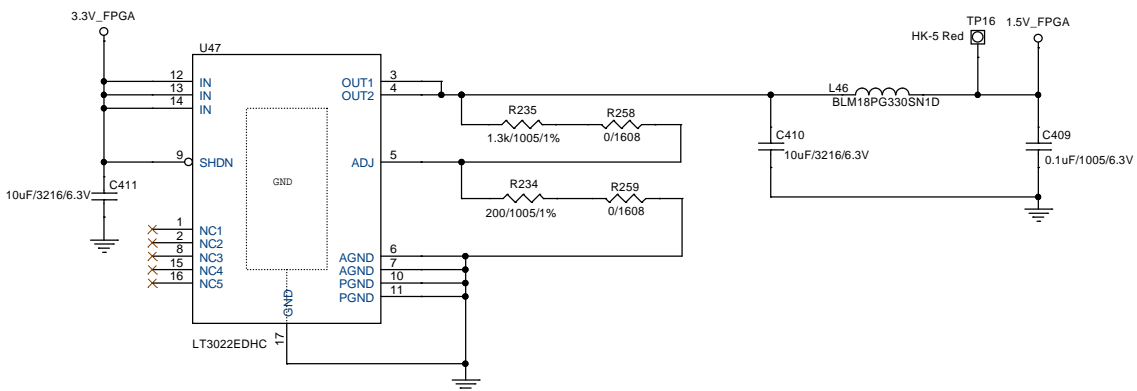 3.3V_FPGA
TP16
1.5V_FPGA
HK-5 Red
U47
12
IN
OUT1
3
13
IN
OUT2
4
14
IN
L46
BLM18PG330SN1D
R235
R258
1.3k/1005/1%
0/1608
C410
10uF/3216/6.3V
C409
0.1uF/1005/6.3V
9
SHDN
ADJ
5
GND
C411
10uF/3216/6.3V
R234
R259
200/1005/1%
0/1608
1
NC1
2
NC2
8
NC3
AGND
6
15
NC4
AGND
7
16
NC5
PGND
10
PGND
11
GND
LT3022EDHC
17